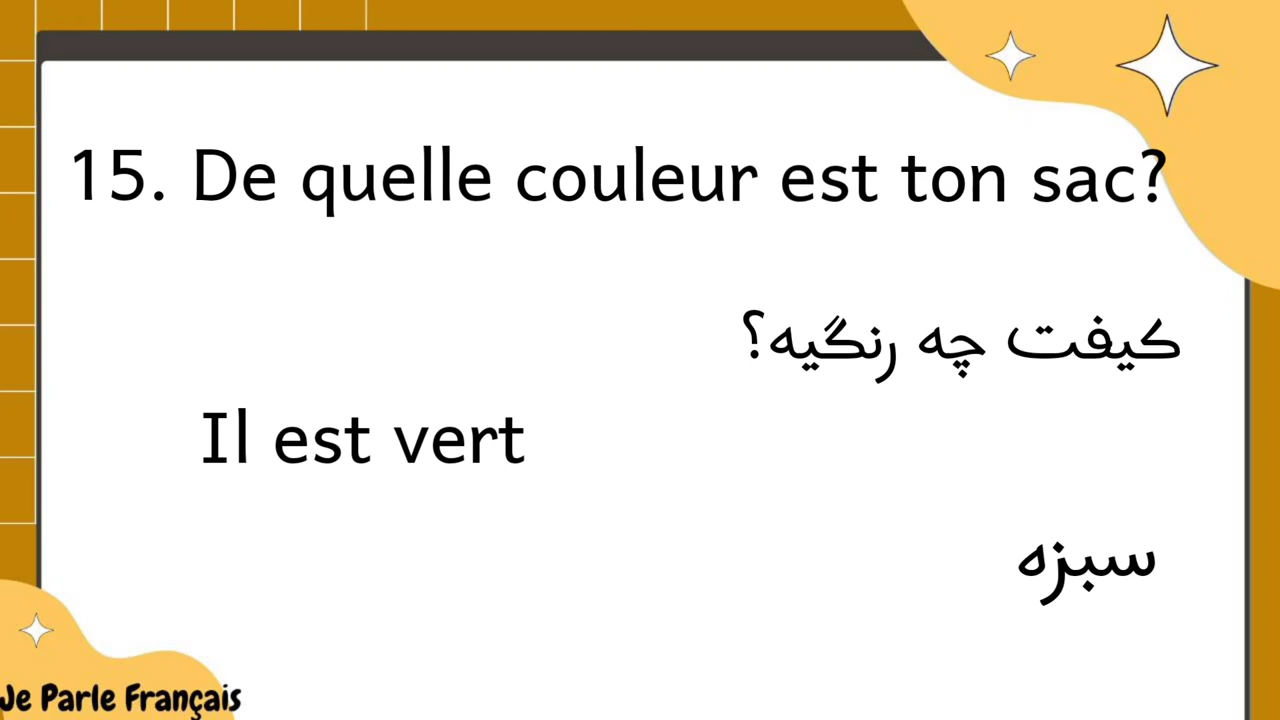 15. De quelle couleur est ton sac?
کیفت چه رنگیه؟
Il est vert
سبزه
Je Parle Français